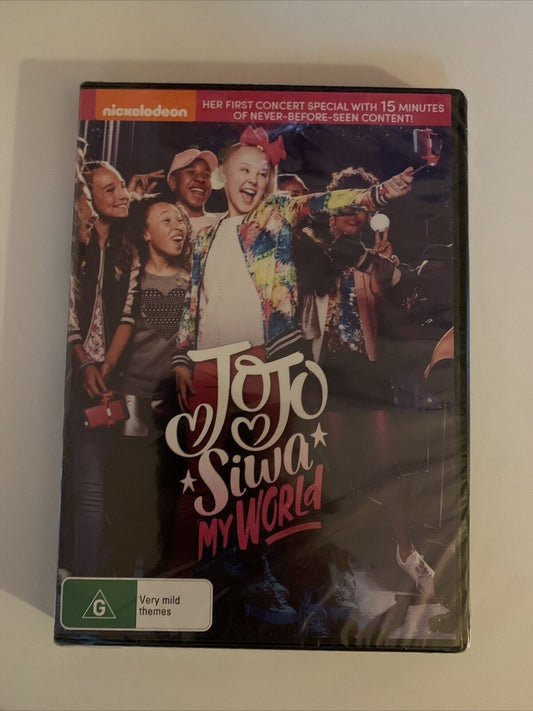 nickelodeon
HER FIRST CONCERT SPECIAL WITH 15 MINUTES
OF NEVER-BEFORE-SEEN CONTENT!
JoJo
Siwa
MY WORLd
G
Very mild
themes